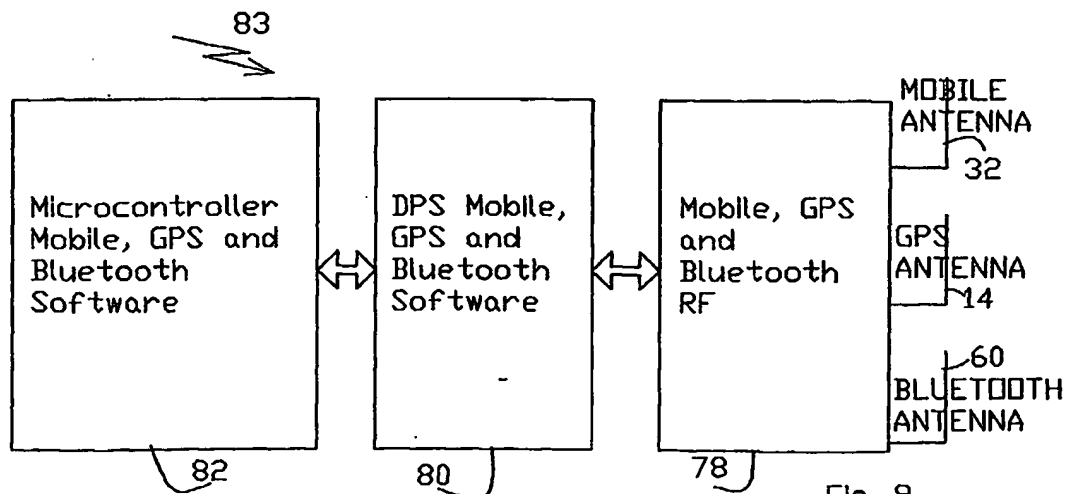 83
MOBILE
ANTENNA
32
Microcontroller
Mobile, GPS and
Bluetooth
Software
DPS Mobile,
GPS and
Bluetooth
Software
Mobile, GPS
and
Bluetooth
RF
GPS
ANTENNA
14
60
BLUETOOTH
ANTENNA
82
80
78